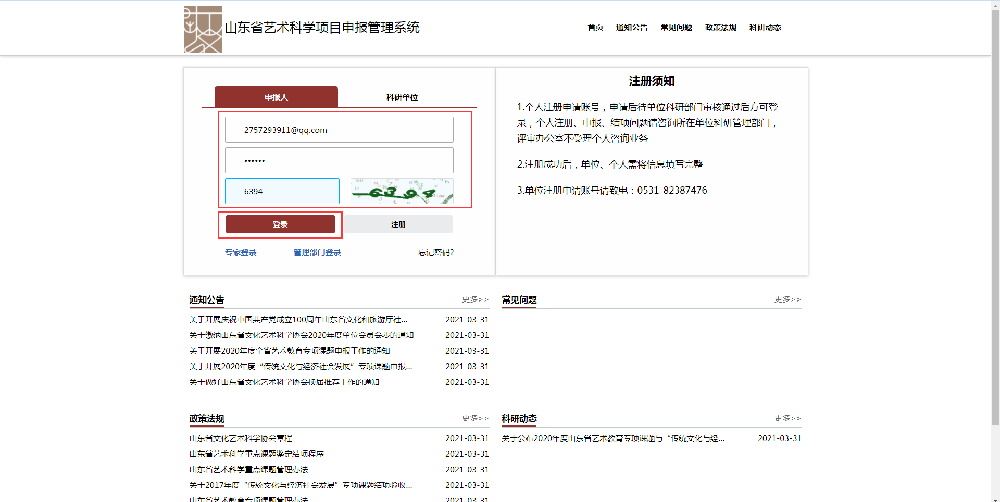 山东省艺术科学项目申报管理系统
首页 通知公告 常见问题 政策法规 科研动态
申报人 科研单位
2757293911@qq.com
••••••
6394
6394
登录 注册
专家登录 管理部门登录 忘记密码?
注册须知
1.个人注册申请账号，申请后待单位科研部门审核通过后方可登
录，个人注册、申报、结项问题请咨询所在单位科研管理部门，
评审办公室不受理个人咨询业务
2.注册成功后，单位、个人需将信息填写完整
3.单位注册申请账号请致电：0531-82387476
通知公告 更多>>
关于开展庆祝中国共产党成立100周年山东省文化和旅游厅社... 2021-03-31
关于缴纳山东省文化艺术科学协会2020年度单位会员会费的通知 2021-03-31
关于开展2020年度全省艺术教育专项课题申报工作的通知 2021-03-31
关于开展2020年度“传统文化与经济社会发展”专项课题申报... 2021-03-31
关于做好山东省文化艺术科学协会换届推荐工作的通知 2021-03-31
常见问题 更多>>
政策法规 更多>>
山东省文化艺术科学协会章程 2021-03-31
山东省艺术科学重点课题鉴定结项程序 2021-03-31
山东省艺术科学重点课题管理办法 2021-03-31
关于2017年度“传统文化与经济社会发展”专项课题结项验收... 2021-03-31
山东省艺术教育专项课题管理办法 2021-03-31
科研动态 更多>>
关于公布2020年度山东省艺术教育专项课题与“传统文化与经... 2021-03-31